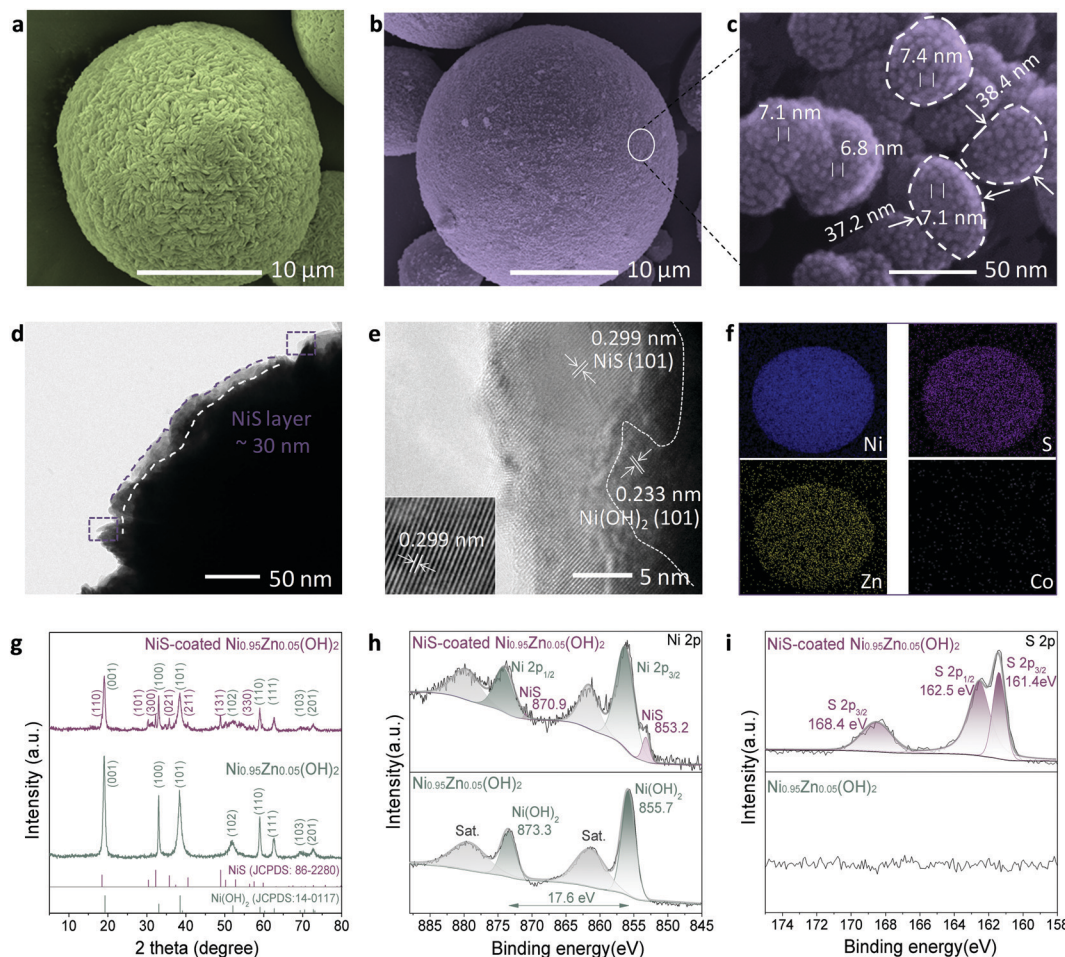 a
10 µm
b
10 µm
c
7.4 nm
38.4 nm
7.1 nm
6.8 nm
7.1 nm
37.2 nm
50 nm
d
NiS layer
~ 30 nm
50 nm
e
0.299 nm
NiS (101)
0.233 nm
Ni(OH)₂ (101)
0.299 nm
5 nm
f
Ni
S
Zn
Co
g
NiS-coated Ni0.95Zn0.05(OH)2
(110)
(001)
(101)
(300)
(100)
(021)
(101)
(211)
(131)
(102)
(330)
(110)
(111)
(103)
(201)
Ni0.95Zn0.05(OH)2
(001)
(100)
(101)
(102)
(110)
(111)
(103)
(201)
NiS (JCPDS: 86-2280)
Ni(OH)₂ (JCPDS:14-0117)
Intensity (a.u.)
10 20 30 40 50 60 70 80
2 theta (degree)
h
NiS-coated Ni0.95Zn0.05(OH)2
Ni 2p
Ni 2p1/2
Ni 2p3/2
NiS
870.9
NiS
853.2
Ni0.95Zn0.05(OH)2
Ni(OH)₂
855.7
Ni(OH)₂
873.3
Sat.
Sat.
17.6 eV
Intensity(a.u.)
885 880 875 870 865 860 855 850 845
Binding energy(eV)
i
S 2p
NiS-coated Ni0.95Zn0.05(OH)2
S 2p1/2
162.5 eV
S 2p3/2
161.4eV
S 2p3/2
168.4 eV
Ni0.95Zn0.05(OH)2
Intensity(a.u.)
174 172 170 168 166 164 162 160 158
Binding energy(eV)